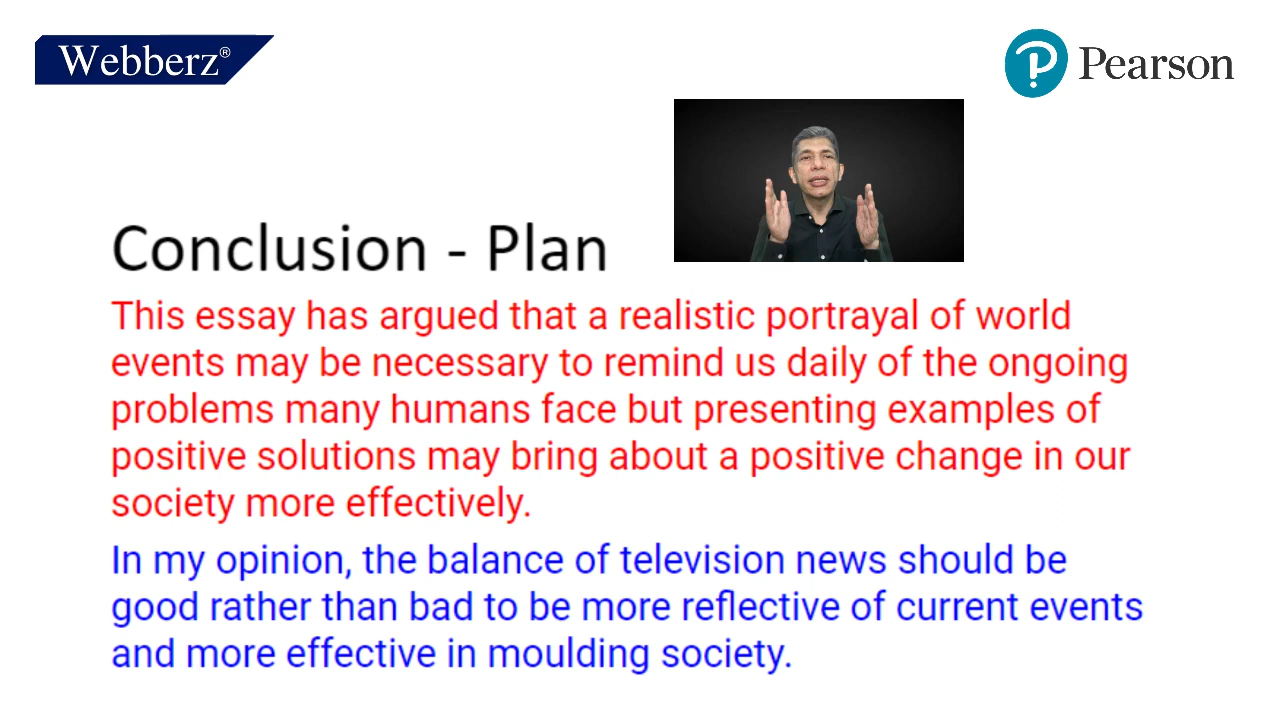 Webberz®
Pearson
Conclusion - Plan
This essay has argued that a realistic portrayal of world
events may be necessary to remind us daily of the ongoing
problems many humans face but presenting examples of
positive solutions may bring about a positive change in our
society more effectively.
In my opinion, the balance of television news should be
good rather than bad to be more reflective of current events
and more effective in moulding society.